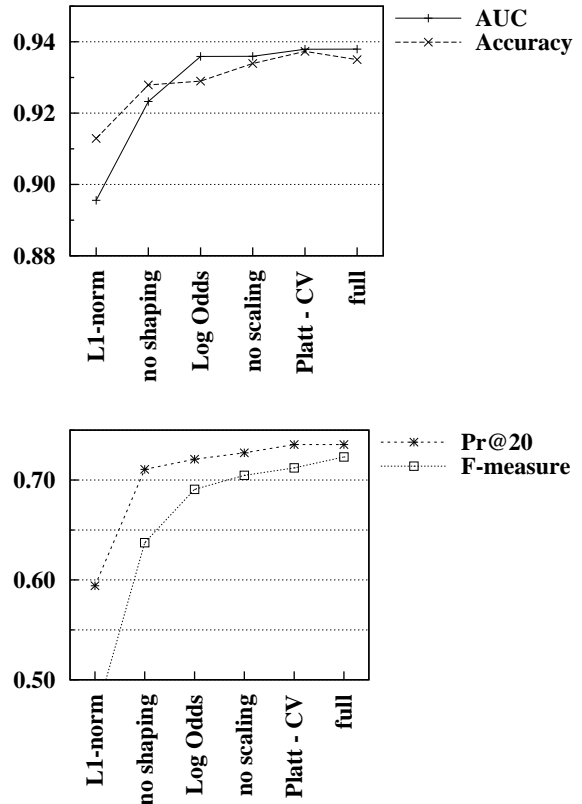 AUC
Accuracy
0.94
0.92
0.90
0.88
L1-norm
no shaping
Log Odds
no scaling
Platt - CV
full
Pr@20
F-measure
0.70
0.60
0.50
L1-norm
no shaping
Log Odds
no scaling
Platt - CV
full